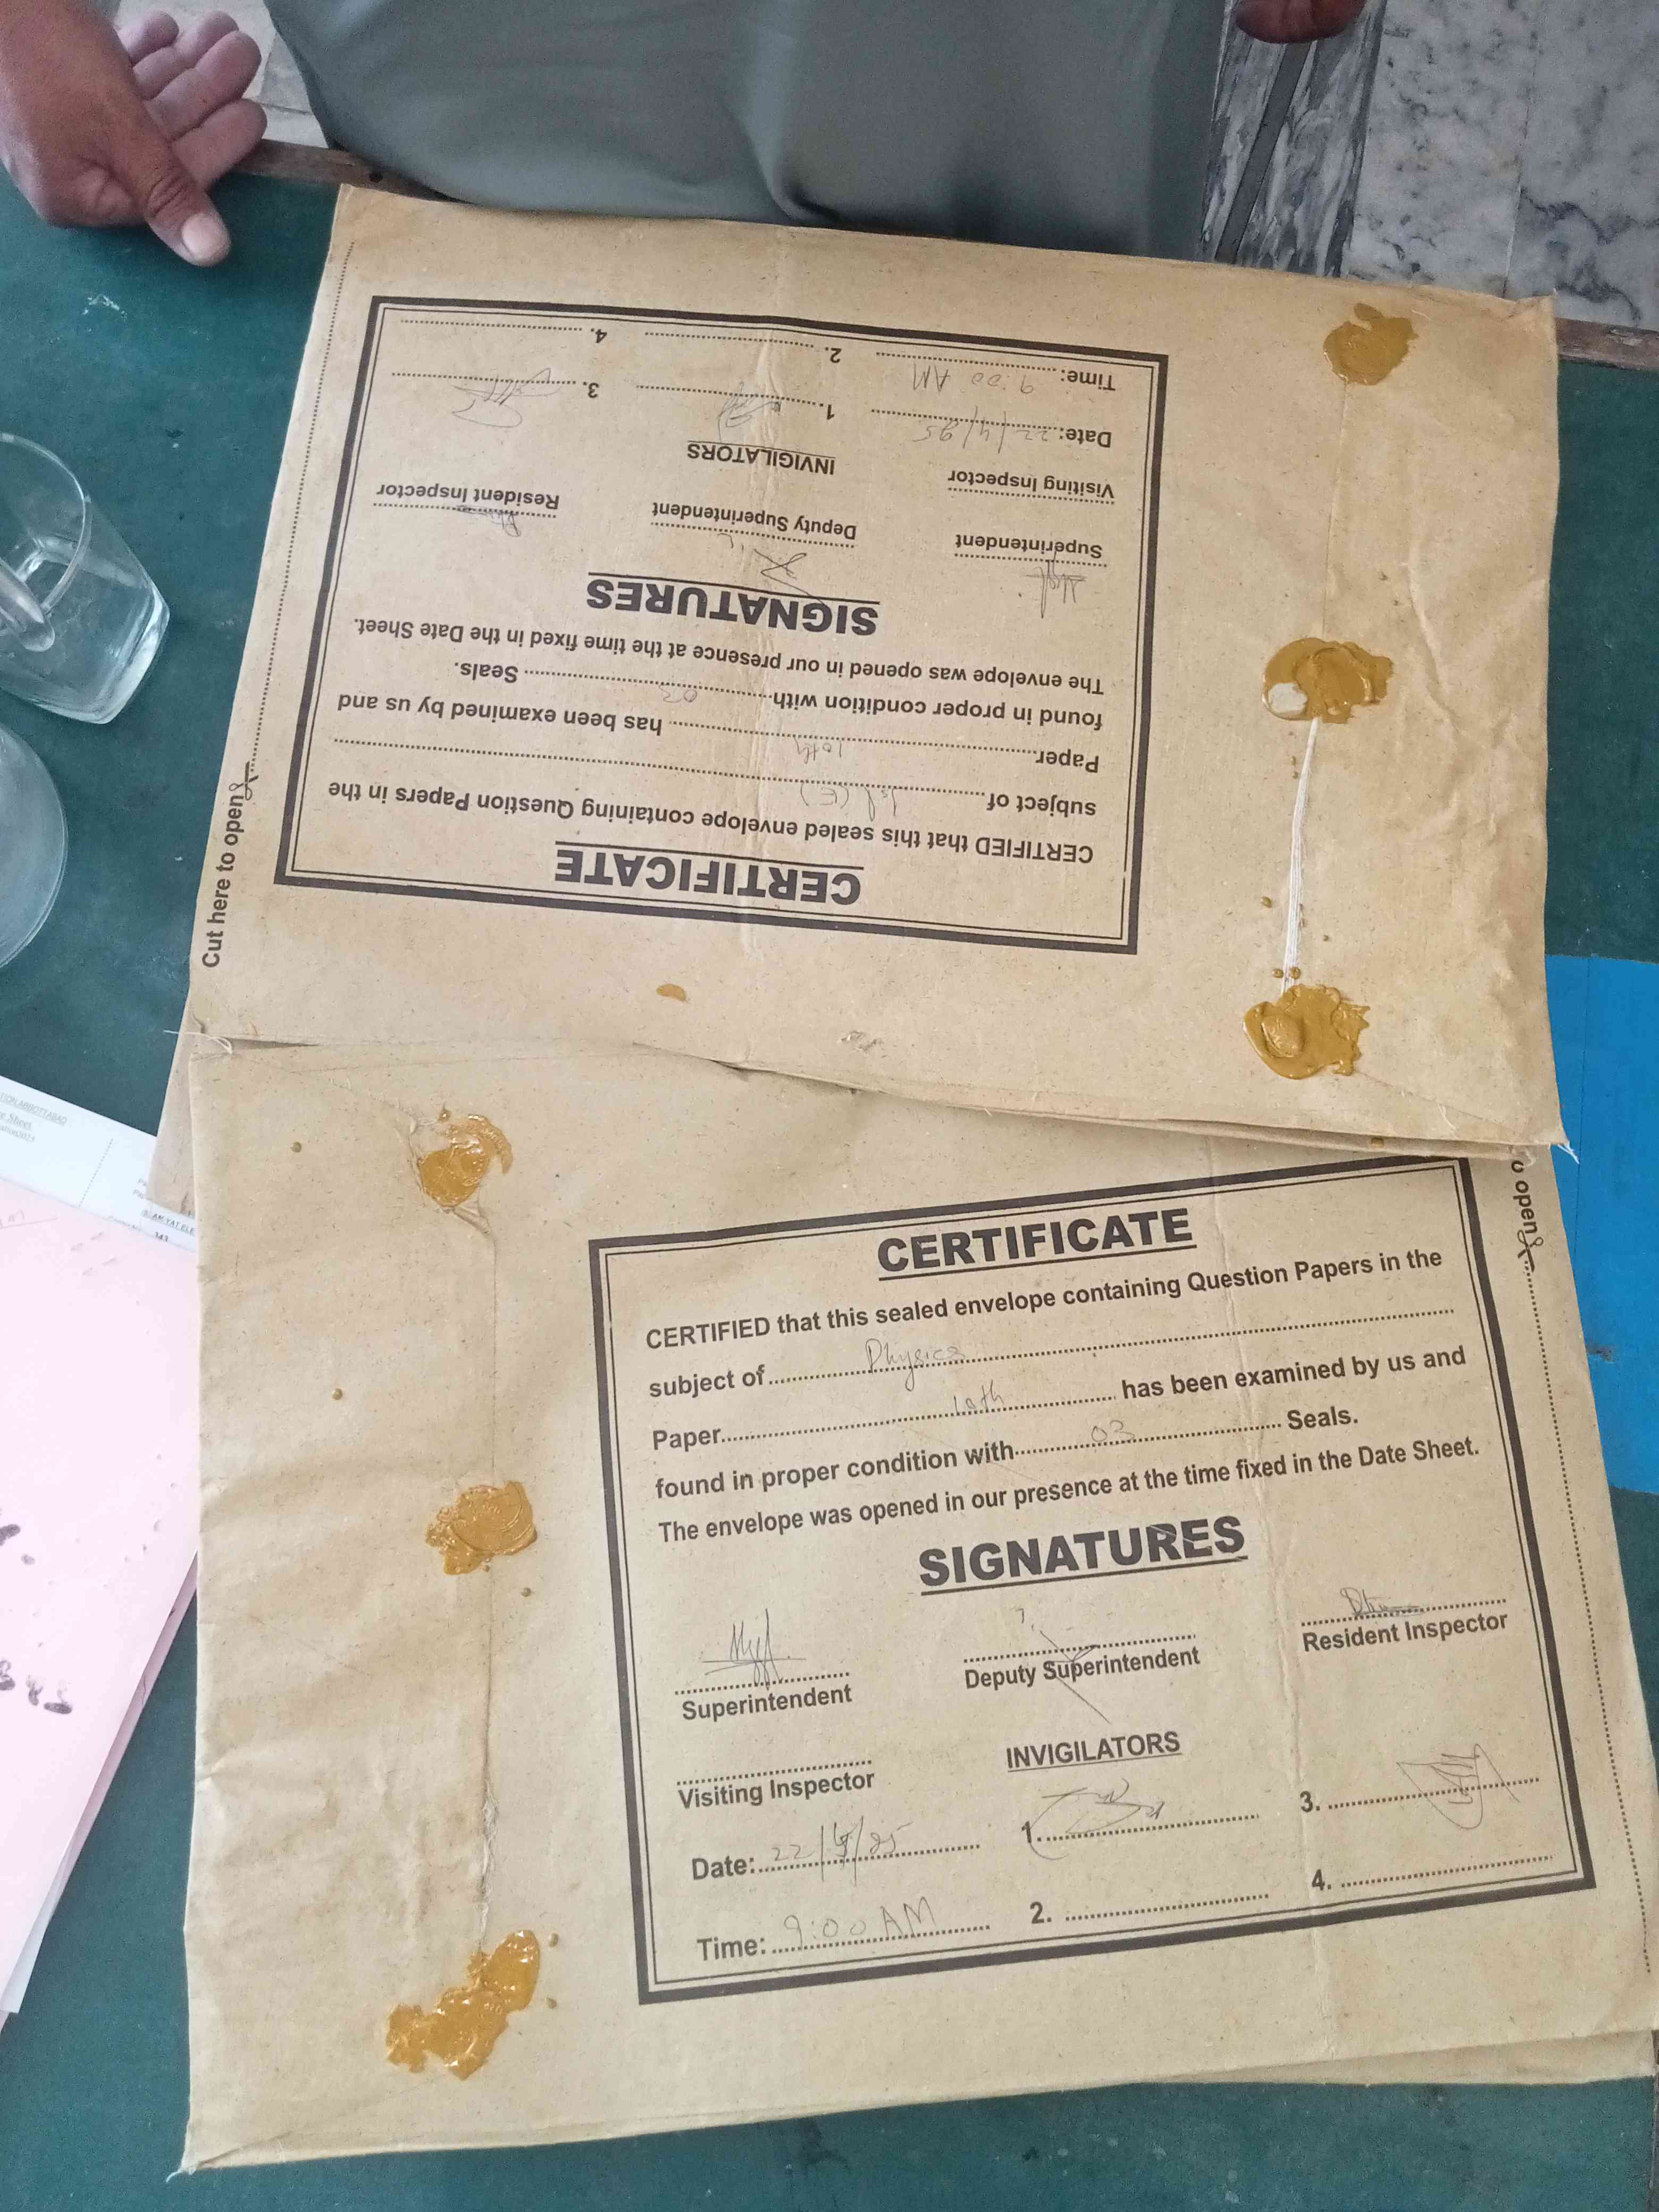 Cut here to open
CERTIFICATE
CERTIFIED that this sealed envelope containing Question Papers in the
subject of Isl(E)
Paper 10th has been examined by us and
found in proper condition with 03 Seals.
The envelope was opened in our presence at the time fixed in the Date Sheet.
SIGNATURES
Superintendent
Deputy Superintendent
Resident Inspector
Visiting Inspector
INVIGILATORS
Date: 22/4/25
1.
3.
Time: 9:00 AM
2.
4.
o open
CERTIFICATE
CERTIFIED that this sealed envelope containing Question Papers in the
subject of Physics
Paper 10th has been examined by us and
found in proper condition with 03 Seals.
The envelope was opened in our presence at the time fixed in the Date Sheet.
SIGNATURES
Superintendent
Deputy Superintendent
Resident Inspector
Visiting Inspector
INVIGILATORS
Date: 22/4/25
1.
3.
Time: 9:00 AM
2.
4.
ABBOTTABAD
Sheet
343